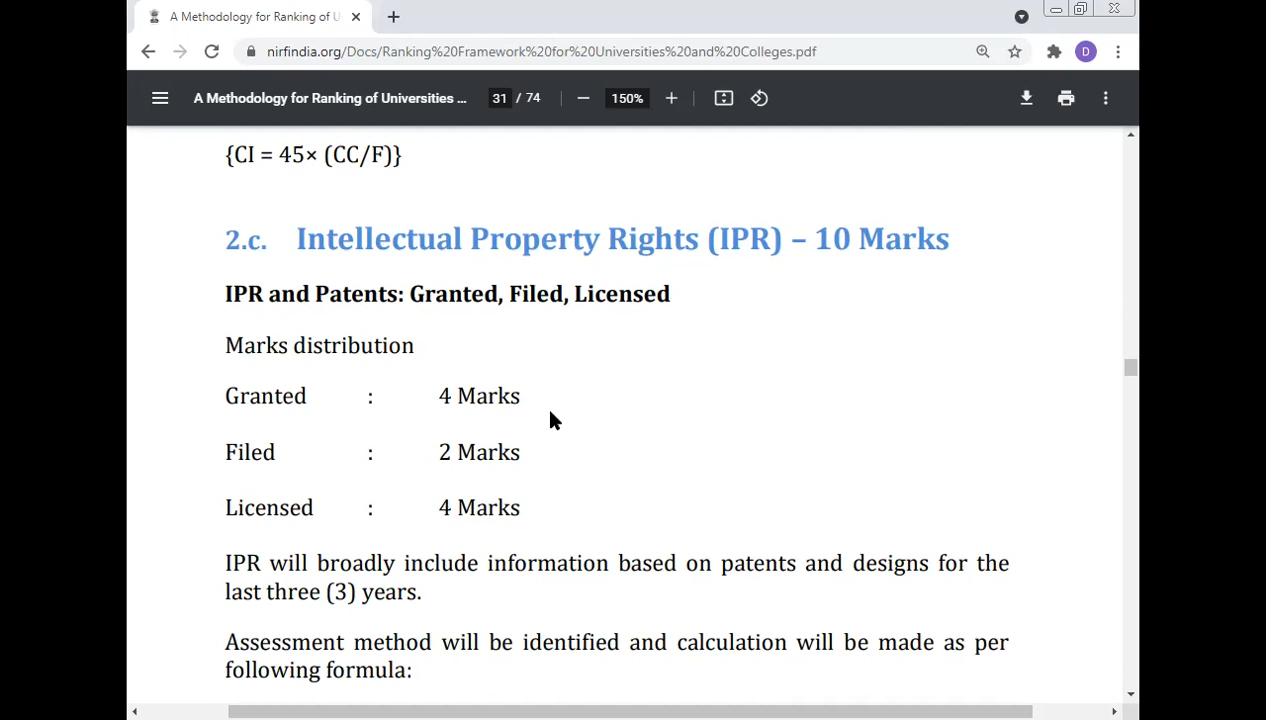 A Methodology for Ranking of U
nirfindia.org/Docs/Ranking%20Framework%20for%20Universities%20and%20Colleges.pdf
D
A Methodology for Ranking of Universities ...
31 / 74
150%
{CI = 45× (CC/F)}
2.c. Intellectual Property Rights (IPR) – 10 Marks
IPR and Patents: Granted, Filed, Licensed
Marks distribution
Granted : 4 Marks
Filed : 2 Marks
Licensed : 4 Marks
IPR will broadly include information based on patents and designs for the
last three (3) years.
Assessment method will be identified and calculation will be made as per
following formula: